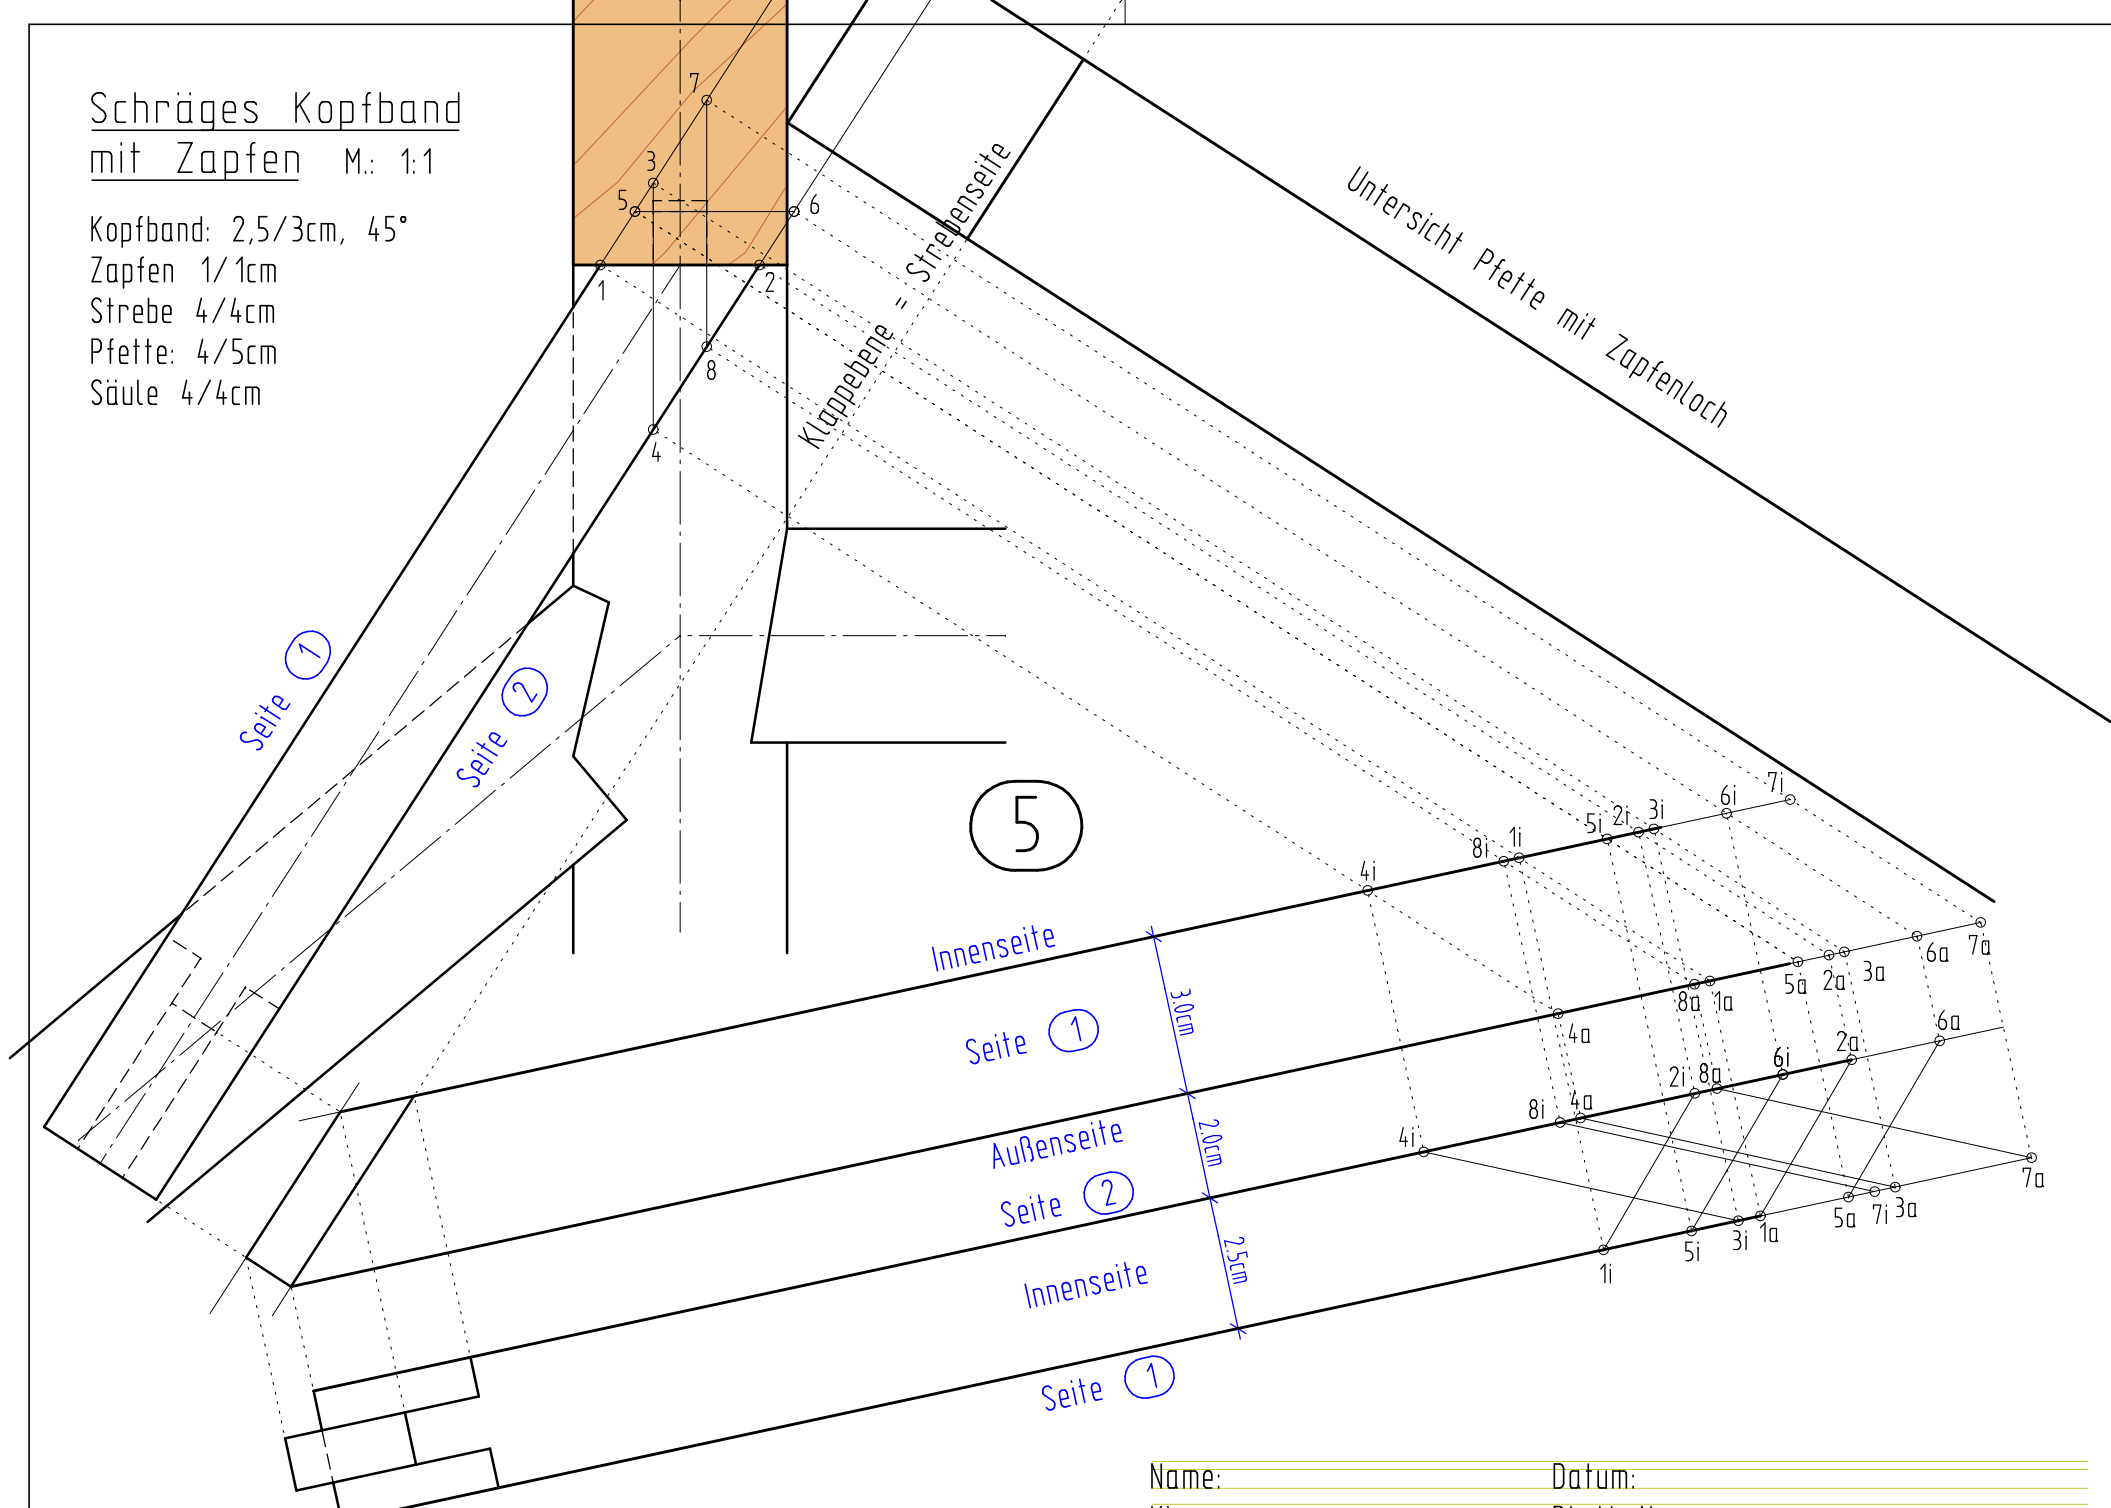 Schräges Kopfband
mit Zapfen M.: 1:1
Kopfband: 2,5/3cm, 45°
Zapfen 1/1cm
Strebe 4/4cm
Pfette: 4/5cm
Säule 4/4cm
7
3
5
6
1
2
8
4
Klappebene = Strebenseite
Untersicht Pfette mit Zapfenloch
Seite 1
Seite 2
5
4i
8i
1i
5i
2i
3i
6i
7i
Innenseite
Seite 1
3.0cm
4a
8a
1a
5a
2a
3a
6a
7a
Außenseite
Seite 2
2.0cm
4i
8i
4a
2i
8a
6i
2a
6a
Innenseite
2.5cm
1i
5i
3i
1a
5a
7i
3a
7a
Seite 1
Name:
Datum: